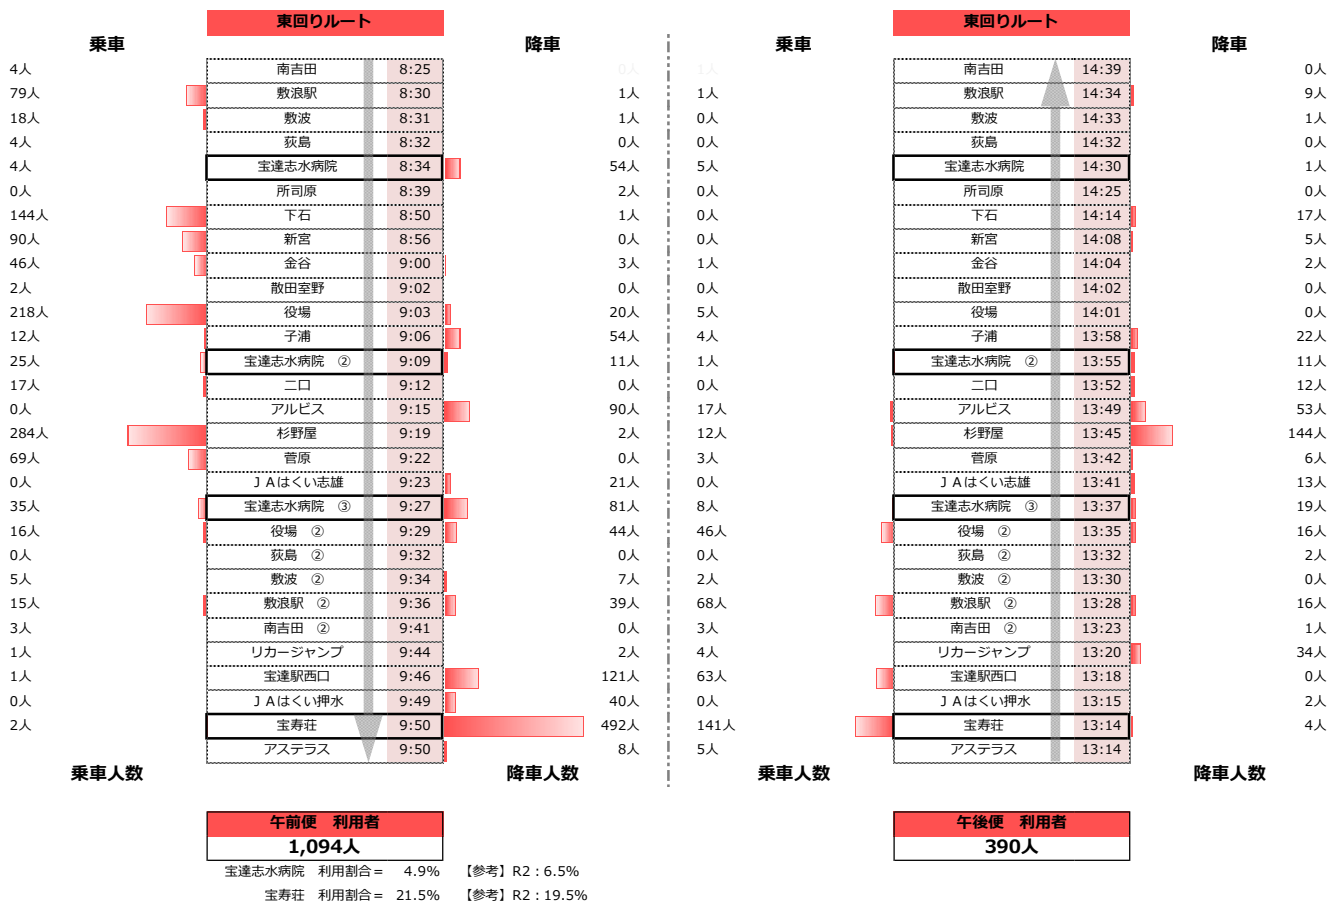 東回りルート 東回りルート
乗車 降車 乗車 降車
4人 南吉田 8:25 0人 1人 南吉田 14:39 0人
79人 敷浪駅 8:30 1人 1人 敷浪駅 14:34 9人
18人 敷波 8:31 1人 0人 敷波 14:33 1人
4人 荻島 8:32 0人 0人 荻島 14:32 0人
4人 宝達志水病院 8:34 54人 5人 宝達志水病院 14:30 1人
0人 所司原 8:39 2人 0人 所司原 14:25 0人
144人 下石 8:50 1人 0人 下石 14:14 17人
90人 新宮 8:56 0人 0人 新宮 14:08 5人
46人 金谷 9:00 3人 1人 金谷 14:04 2人
2人 散田室野 9:02 0人 0人 散田室野 14:02 0人
218人 役場 9:03 20人 5人 役場 14:01 0人
12人 子浦 9:06 54人 4人 子浦 13:58 22人
25人 宝達志水病院 ② 9:09 11人 1人 宝達志水病院 ② 13:55 11人
17人 二口 9:12 0人 0人 二口 13:52 12人
0人 アルビス 9:15 90人 17人 アルビス 13:49 53人
284人 杉野屋 9:19 2人 12人 杉野屋 13:45 144人
69人 菅原 9:22 0人 3人 菅原 13:42 6人
0人 ＪＡはくい志雄 9:23 21人 0人 ＪＡはくい志雄 13:41 13人
35人 宝達志水病院 ③ 9:27 81人 8人 宝達志水病院 ③ 13:37 19人
16人 役場 ② 9:29 44人 46人 役場 ② 13:35 16人
0人 荻島 ② 9:32 0人 0人 荻島 ② 13:32 2人
5人 敷波 ② 9:34 7人 2人 敷波 ② 13:30 0人
15人 敷浪駅 ② 9:36 39人 68人 敷浪駅 ② 13:28 16人
3人 南吉田 ② 9:41 0人 3人 南吉田 ② 13:23 1人
1人 リカージャンプ 9:44 2人 4人 リカージャンプ 13:20 34人
1人 宝達駅西口 9:46 121人 63人 宝達駅西口 13:18 0人
0人 ＪＡはくい押水 9:49 40人 0人 ＪＡはくい押水 13:15 2人
2人 宝寿荘 9:50 492人 141人 宝寿荘 13:14 4人
アステラス 9:50 8人 5人 アステラス 13:14
乗車人数 降車人数 乗車人数 降車人数
午前便 利用者 午後便 利用者
1,094人 390人
宝達志水病院 利用割合＝ 4.9% 【参考】R2：6.5%
宝寿荘 利用割合＝ 21.5% 【参考】R2：19.5%